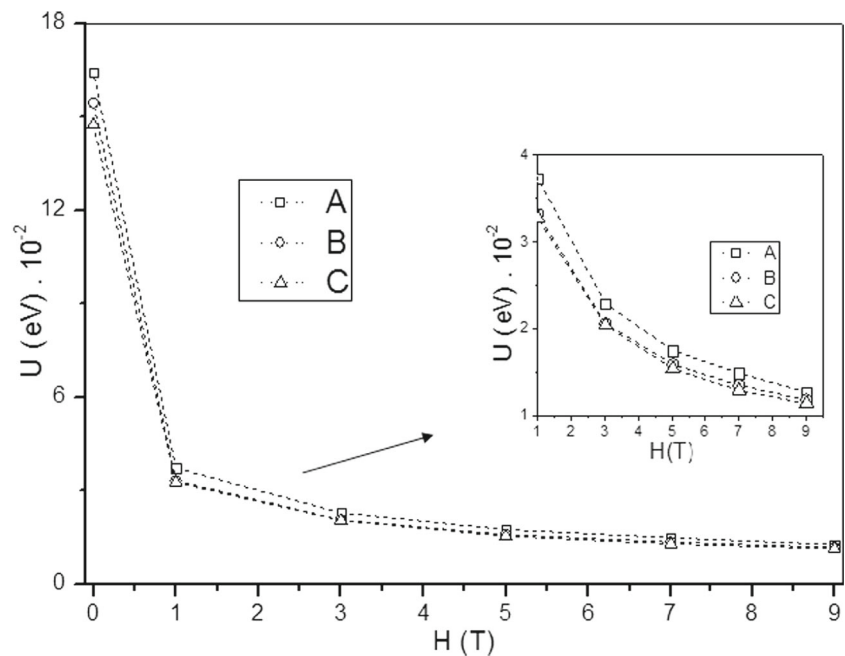 18
12
6
0
U (eV) . 10⁻²
A
B
C
0 1 2 3 4 5 6 7 8 9
H (T)
4
3
2
1
U (eV) . 10⁻²
A
B
C
1 2 3 4 5 6 7 8 9
H(T)